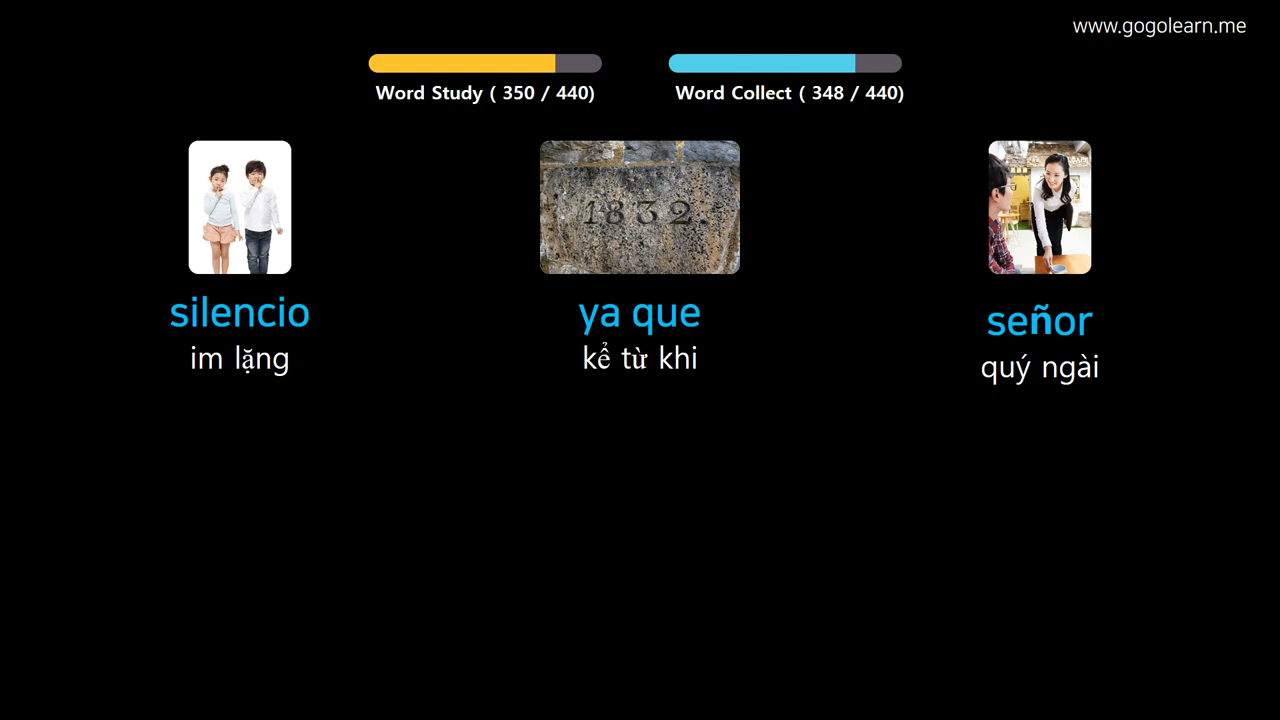 www.gogolearn.me
Word Study ( 350 / 440)
Word Collect ( 348 / 440)
1832.
silencio
im lặng
ya que
kể từ khi
señor
quý ngài